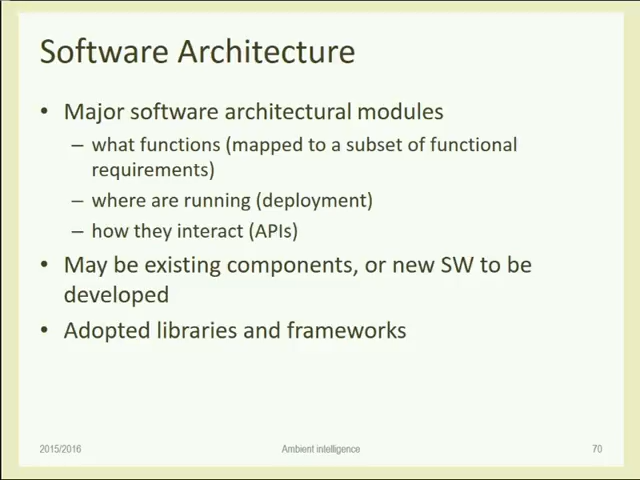 Software Architecture
• Major software architectural modules
– what functions (mapped to a subset of functional
requirements)
– where are running (deployment)
– how they interact (APIs)
• May be existing components, or new SW to be
developed
• Adopted libraries and frameworks
2015/2016 Ambient intelligence 70